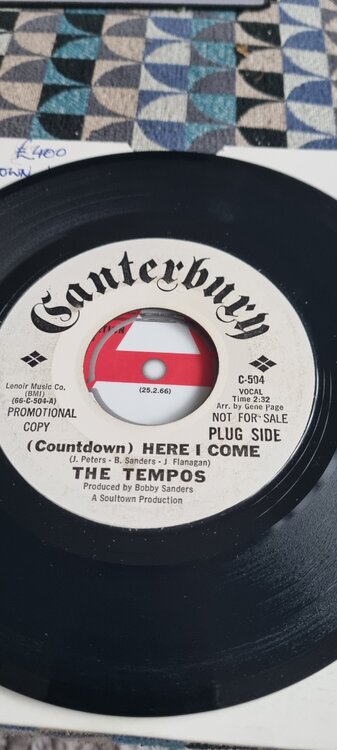 £400
OWN
Canterbury
(25.2.66)
Lenoir Music Co.
(BMI)
(66-C-504-A)
PROMOTIONAL
COPY
C-504
VOCAL
Time 2:32
Arr. by Gene Page
NOT FOR SALE
PLUG SIDE
(Countdown) HERE I COME
(J. Peters - B. Sanders - J. Flanagan)
THE TEMPOS
Produced by Bobby Sanders
A Soultown Production